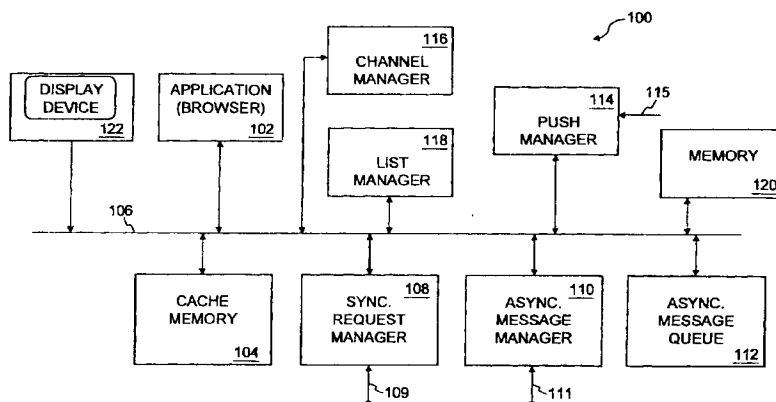 100
116
CHANNEL
MANAGER
DISPLAY
DEVICE
122
APPLICATION
(BROWSER)
102
114
PUSH
MANAGER
115
118
LIST
MANAGER
MEMORY
120
106
CACHE
MEMORY
104
108
SYNC.
REQUEST
MANAGER
110
ASYNC.
MESSAGE
MANAGER
ASYNC.
MESSAGE
QUEUE
112
109
111